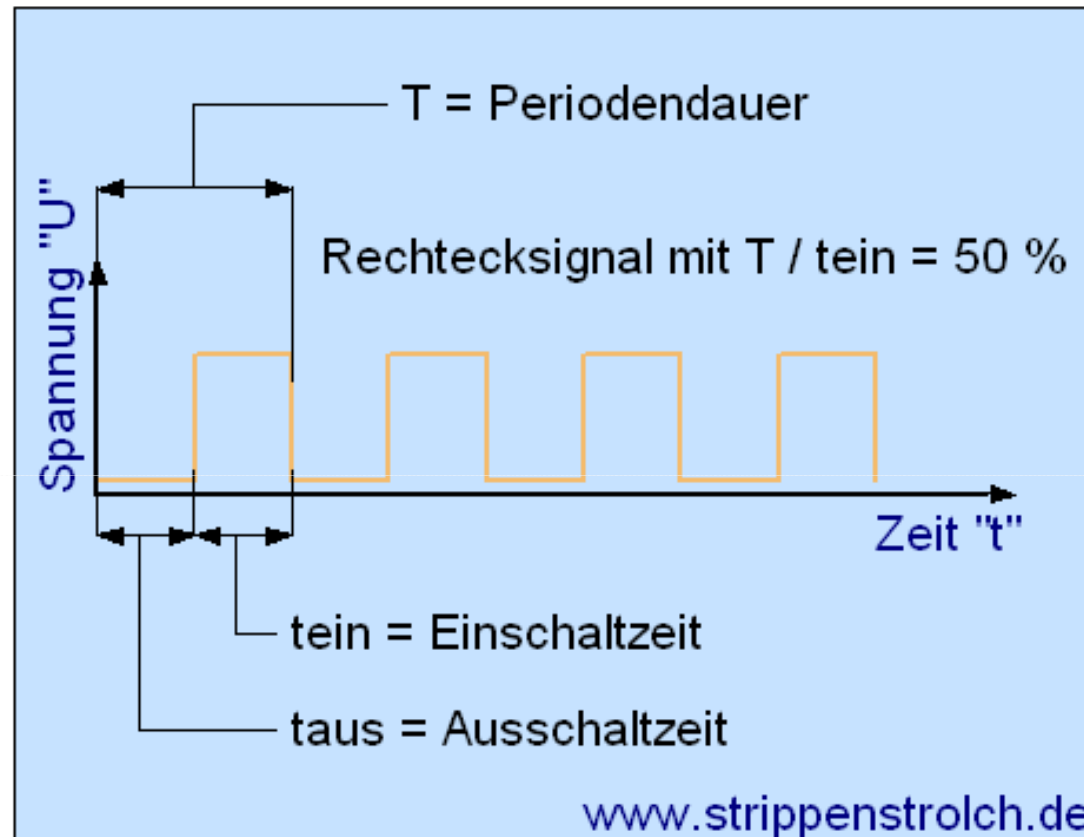 T = Periodendauer
Spannung "U"
Rechtecksignal mit T / tein = 50 %
Zeit "t"
tein = Einschaltzeit
taus = Ausschaltzeit
www.strippenstrolch.de